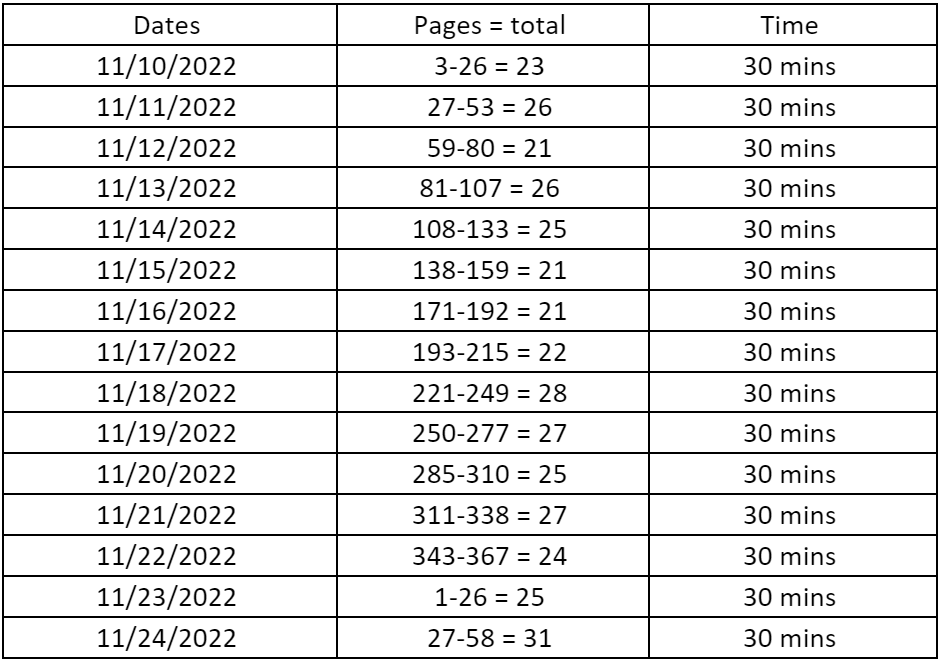 Dates Pages = total Time
11/10/2022 3-26 = 23 30 mins
11/11/2022 27-53 = 26 30 mins
11/12/2022 59-80 = 21 30 mins
11/13/2022 81-107 = 26 30 mins
11/14/2022 108-133 = 25 30 mins
11/15/2022 138-159 = 21 30 mins
11/16/2022 171-192 = 21 30 mins
11/17/2022 193-215 = 22 30 mins
11/18/2022 221-249 = 28 30 mins
11/19/2022 250-277 = 27 30 mins
11/20/2022 285-310 = 25 30 mins
11/21/2022 311-338 = 27 30 mins
11/22/2022 343-367 = 24 30 mins
11/23/2022 1-26 = 25 30 mins
11/24/2022 27-58 = 31 30 mins